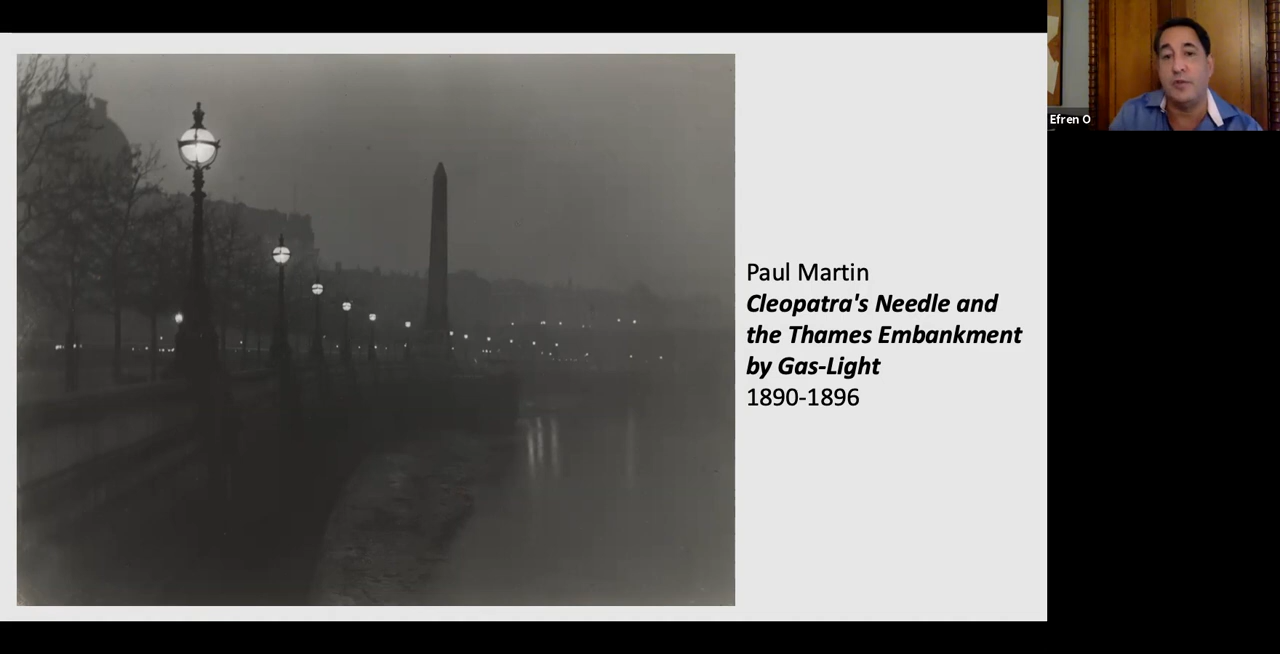 Paul Martin
Cleopatra's Needle and
the Thames Embankment
by Gas-Light
1890-1896
Efren O